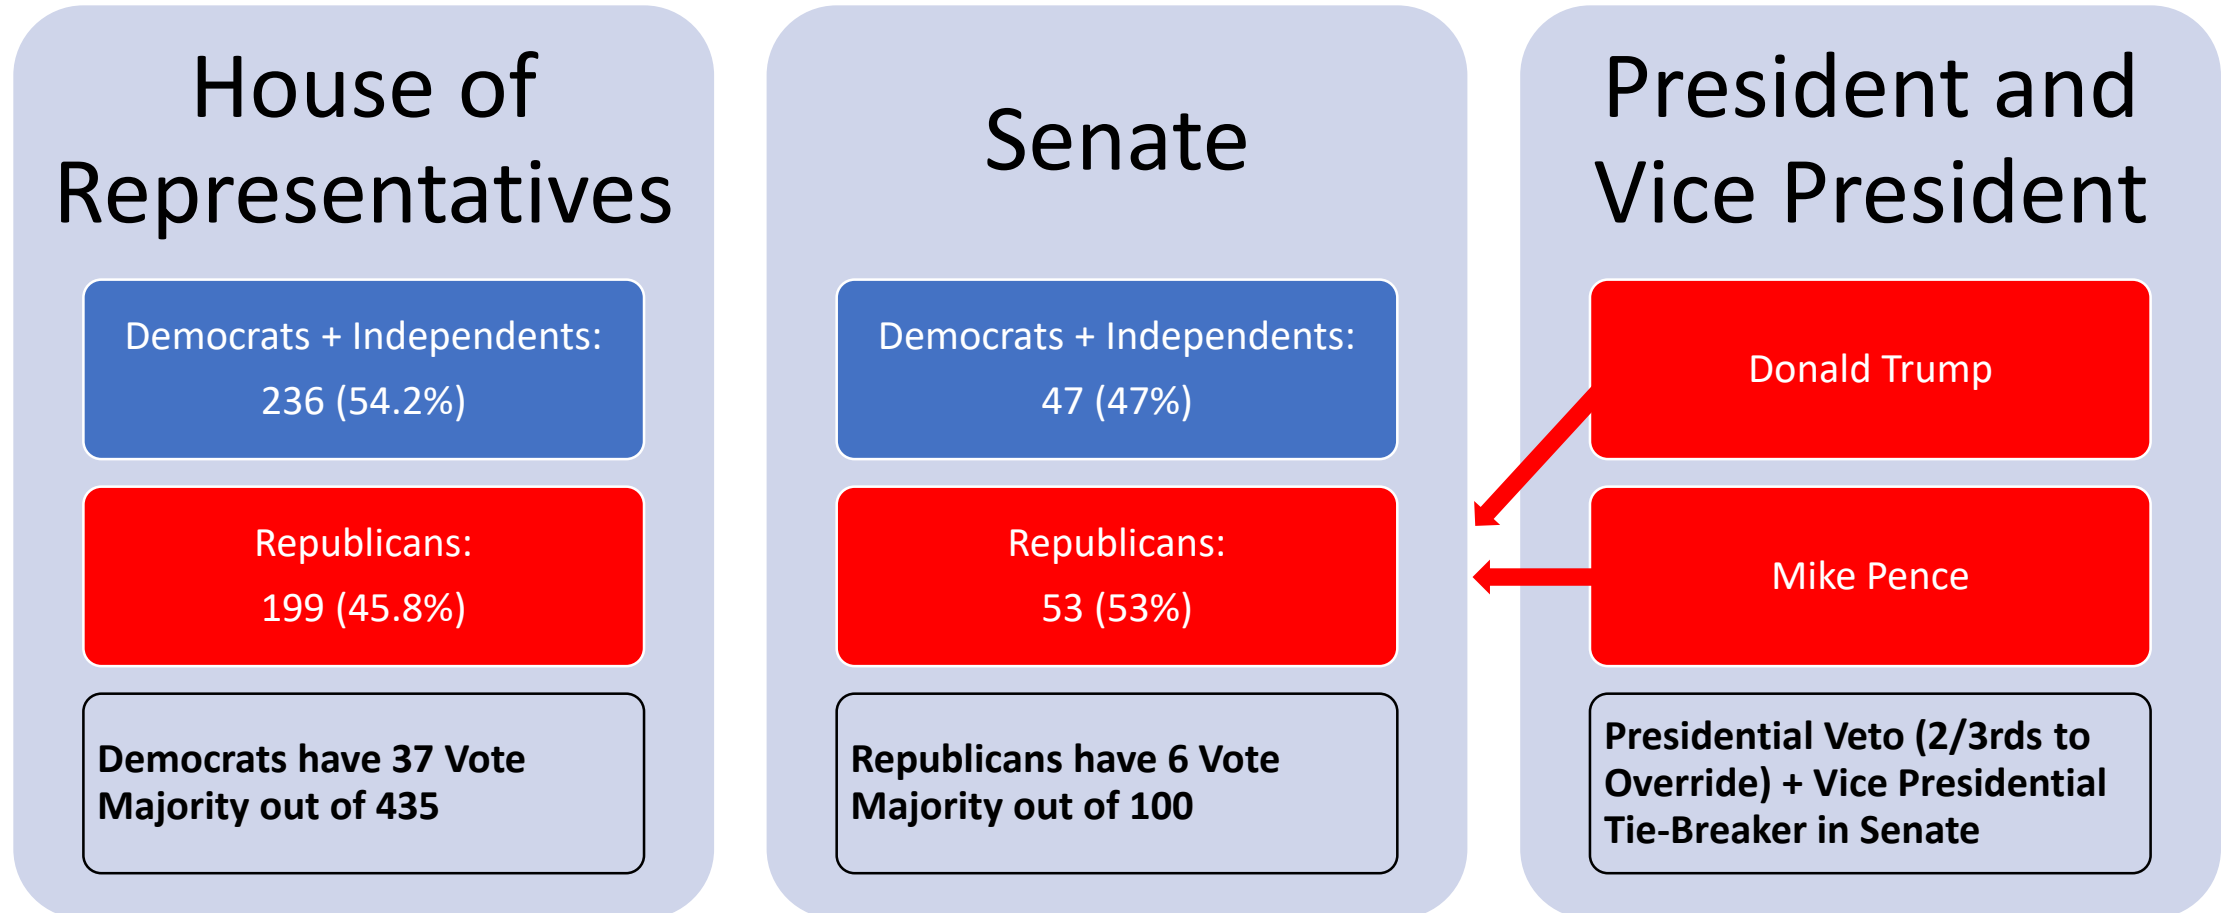 House of
Representatives
Democrats + Independents:
236 (54.2%)
Republicans:
199 (45.8%)
Democrats have 37 Vote
Majority out of 435
Senate
Democrats + Independents:
47 (47%)
Republicans:
53 (53%)
Republicans have 6 Vote
Majority out of 100
President and
Vice President
Donald Trump
Mike Pence
Presidential Veto (2/3rds to
Override) + Vice Presidential
Tie-Breaker in Senate